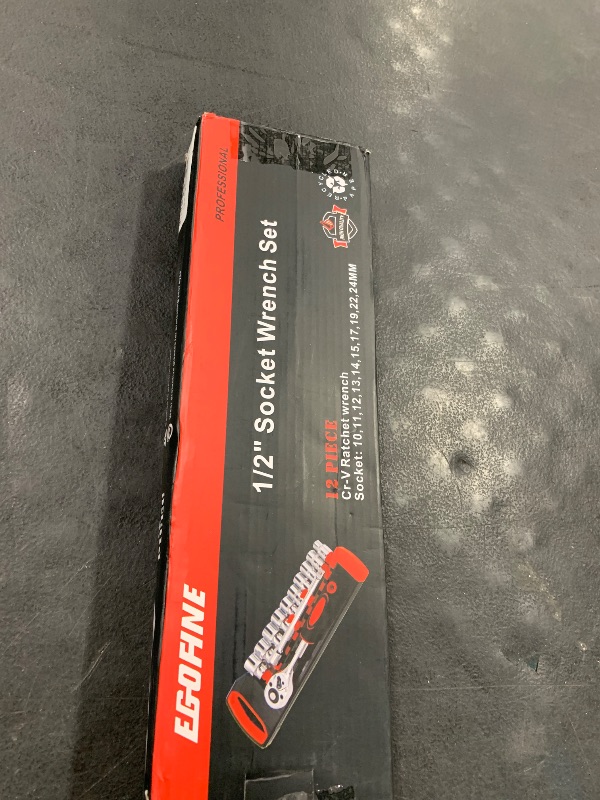 PROFESSIONAL
1/2" Socket Wrench Set
12 PIECE
Cr-V Ratchet wrench
Socket: 10,11,12,13,14,15,17,19,22,24MM
EGOFINE